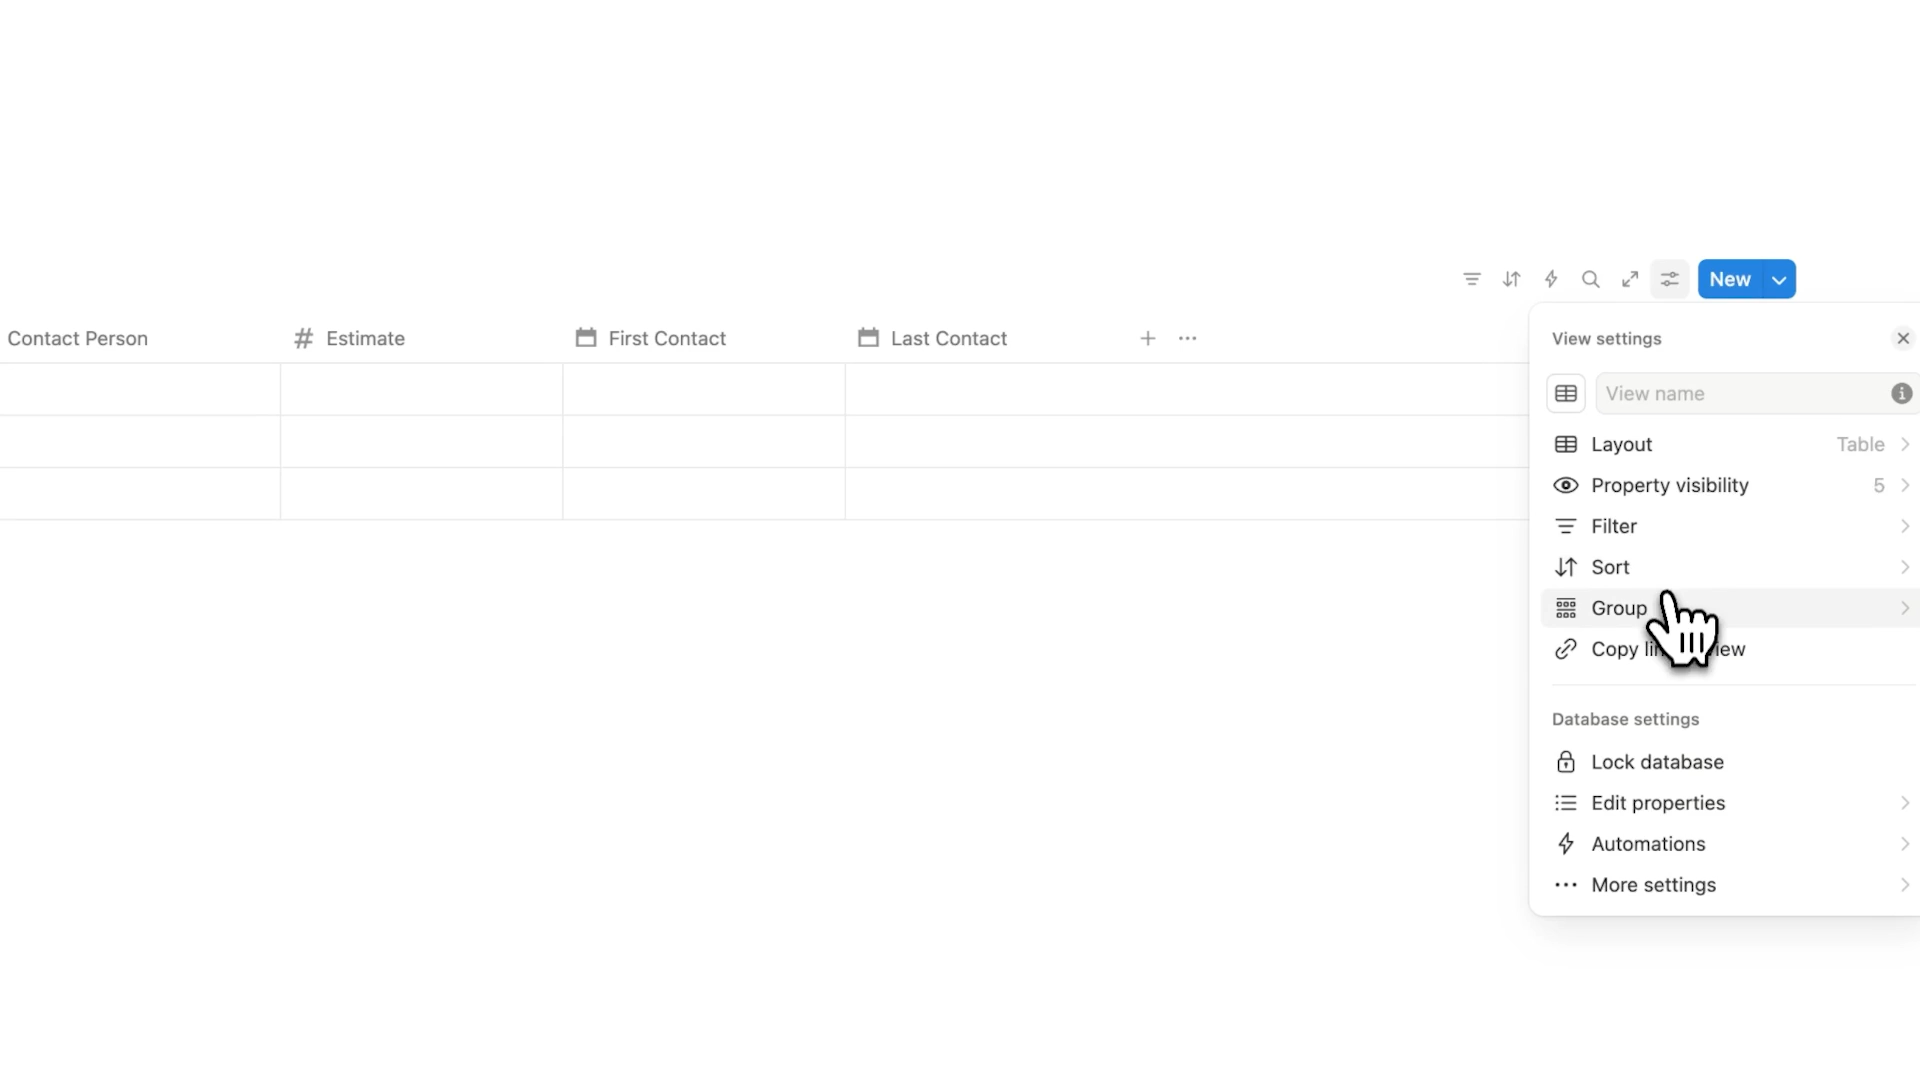 New
Contact Person
Estimate
First Contact
Last Contact
View settings
View name
Layout Table
Property visibility 5
Filter
Sort
Group
Copy
Database settings
Lock database
Edit properties
Automations
More settings